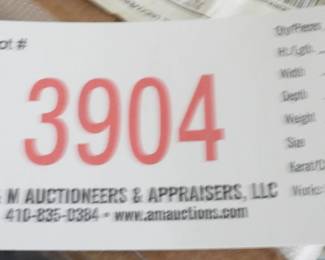 ot #
3904
& M AUCTIONEERS & APPRAISERS, LLC
410-835-0384 • www.amauctions.com
Qty/Pieces
Ht./Lgth.
Width
Depth
Weight
Size
Karat/C
Works